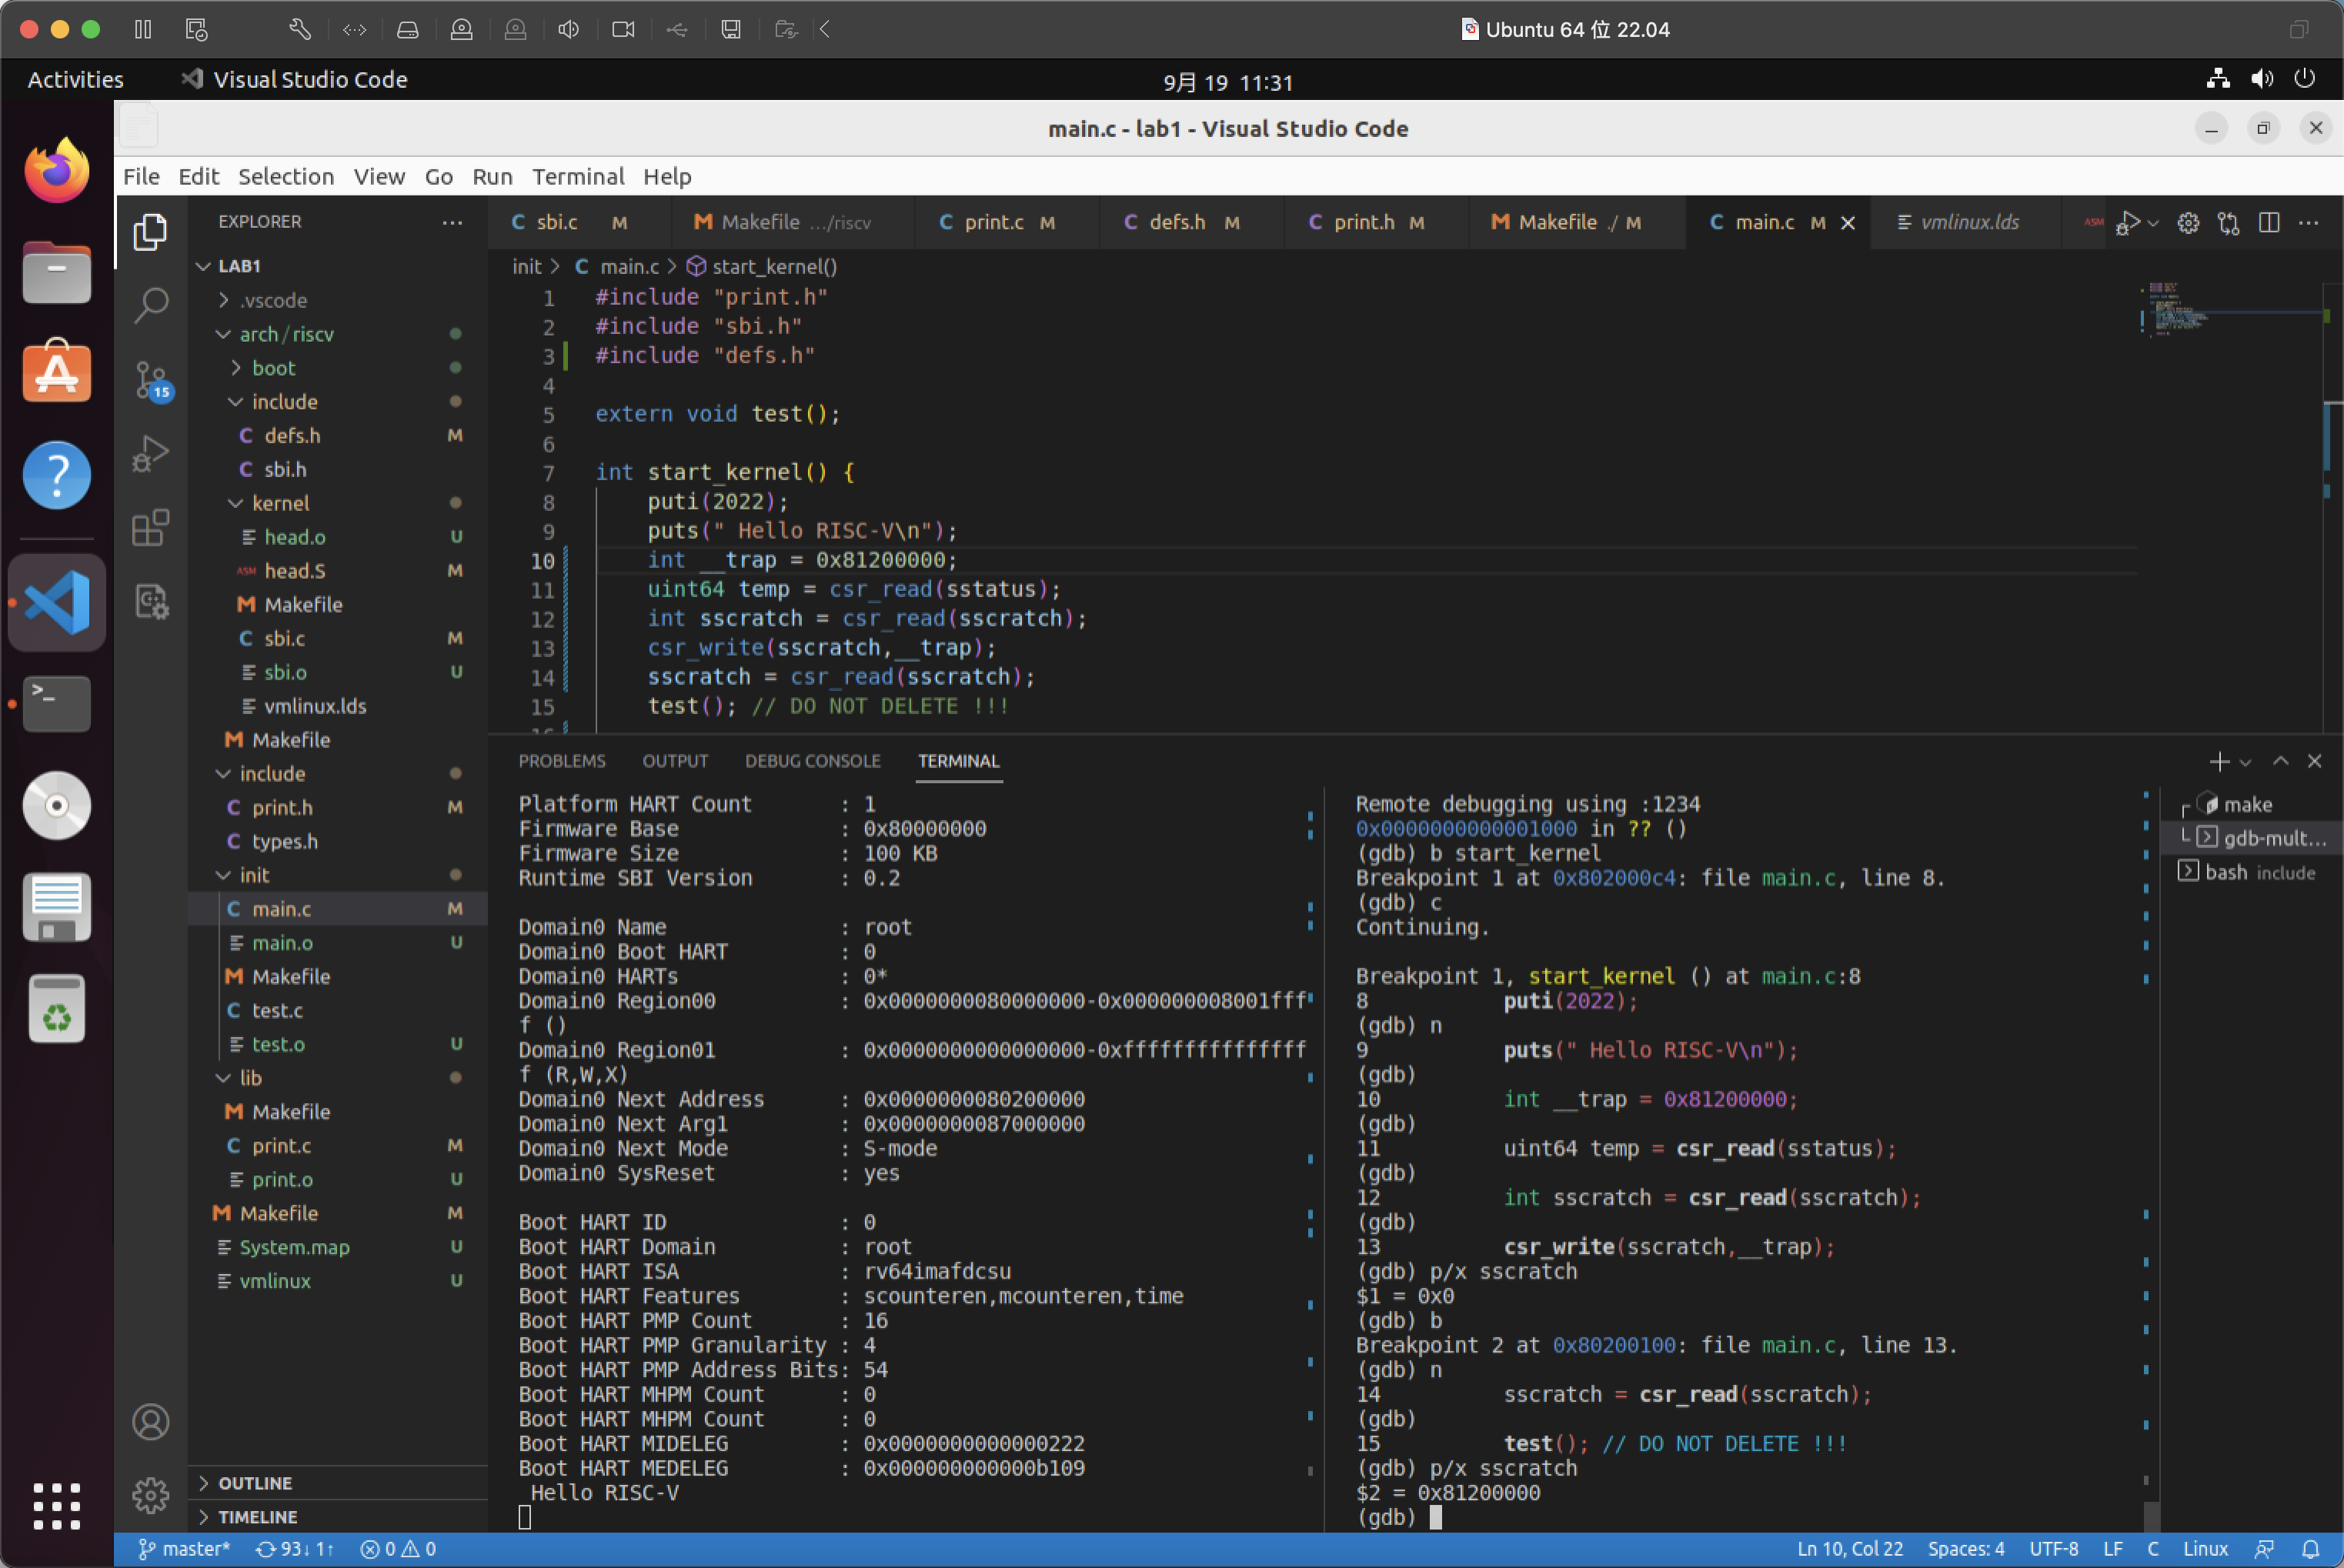 Ubuntu 64 位 22.04
Activities
Visual Studio Code
9月 19 11:31
main.c - lab1 - Visual Studio Code
File Edit Selection View Go Run Terminal Help
EXPLORER
LAB1
.vscode
arch / riscv
boot
include
defs.h M
sbi.h
kernel
head.o U
head.S M
Makefile
sbi.c M
sbi.o U
vmlinux.lds
Makefile
include
print.h M
types.h
init
main.c M
main.o U
Makefile
test.c
test.o U
lib
Makefile
print.c M
print.o U
Makefile M
System.map U
vmlinux U
OUTLINE
TIMELINE
15
sbi.c M
Makefile .../riscv
print.c M
defs.h M
print.h M
Makefile ./ M
main.c M
vmlinux.lds
ASM
init > C main.c > start_kernel()
1 #include "print.h"
2 #include "sbi.h"
3 #include "defs.h"
4
5 extern void test();
6
7 int start_kernel() {
8 puti(2022);
9 puts(" Hello RISC-V\n");
10 int __trap = 0x81200000;
11 uint64 temp = csr_read(sstatus);
12 int sscratch = csr_read(sscratch);
13 csr_write(sscratch,__trap);
14 sscratch = csr_read(sscratch);
15 test(); // DO NOT DELETE !!!
PROBLEMS OUTPUT DEBUG CONSOLE TERMINAL
Platform HART Count : 1
Firmware Base : 0x80000000
Firmware Size : 100 KB
Runtime SBI Version : 0.2
Domain0 Name : root
Domain0 Boot HART : 0
Domain0 HARTs : 0*
Domain0 Region00 : 0x0000000080000000-0x000000008001fff
f ()
Domain0 Region01 : 0x0000000000000000-0xfffffffffffffff
f (R,W,X)
Domain0 Next Address : 0x0000000080200000
Domain0 Next Arg1 : 0x0000000087000000
Domain0 Next Mode : S-mode
Domain0 SysReset : yes
Boot HART ID : 0
Boot HART Domain : root
Boot HART ISA : rv64imafdcsu
Boot HART Features : scounteren,mcounteren,time
Boot HART PMP Count : 16
Boot HART PMP Granularity : 4
Boot HART PMP Address Bits: 54
Boot HART MHPM Count : 0
Boot HART MHPM Count : 0
Boot HART MIDELEG : 0x0000000000000222
Boot HART MEDELEG : 0x000000000000b109
Hello RISC-V
Remote debugging using :1234
0x0000000000001000 in ?? ()
(gdb) b start_kernel
Breakpoint 1 at 0x802000c4: file main.c, line 8.
(gdb) c
Continuing.
Breakpoint 1, start_kernel () at main.c:8
8 puti(2022);
(gdb) n
9 puts(" Hello RISC-V\n");
(gdb)
10 int __trap = 0x81200000;
(gdb)
11 uint64 temp = csr_read(sstatus);
(gdb)
12 int sscratch = csr_read(sscratch);
(gdb)
13 csr_write(sscratch,__trap);
(gdb) p/x sscratch
$1 = 0x0
(gdb) b
Breakpoint 2 at 0x80200100: file main.c, line 13.
(gdb) n
14 sscratch = csr_read(sscratch);
(gdb)
15 test(); // DO NOT DELETE !!!
(gdb) p/x sscratch
$2 = 0x81200000
(gdb)
make
gdb-mult...
bash include
master* 93↓ 1↑ 0 0
Ln 10, Col 22 Spaces: 4 UTF-8 LF C Linux